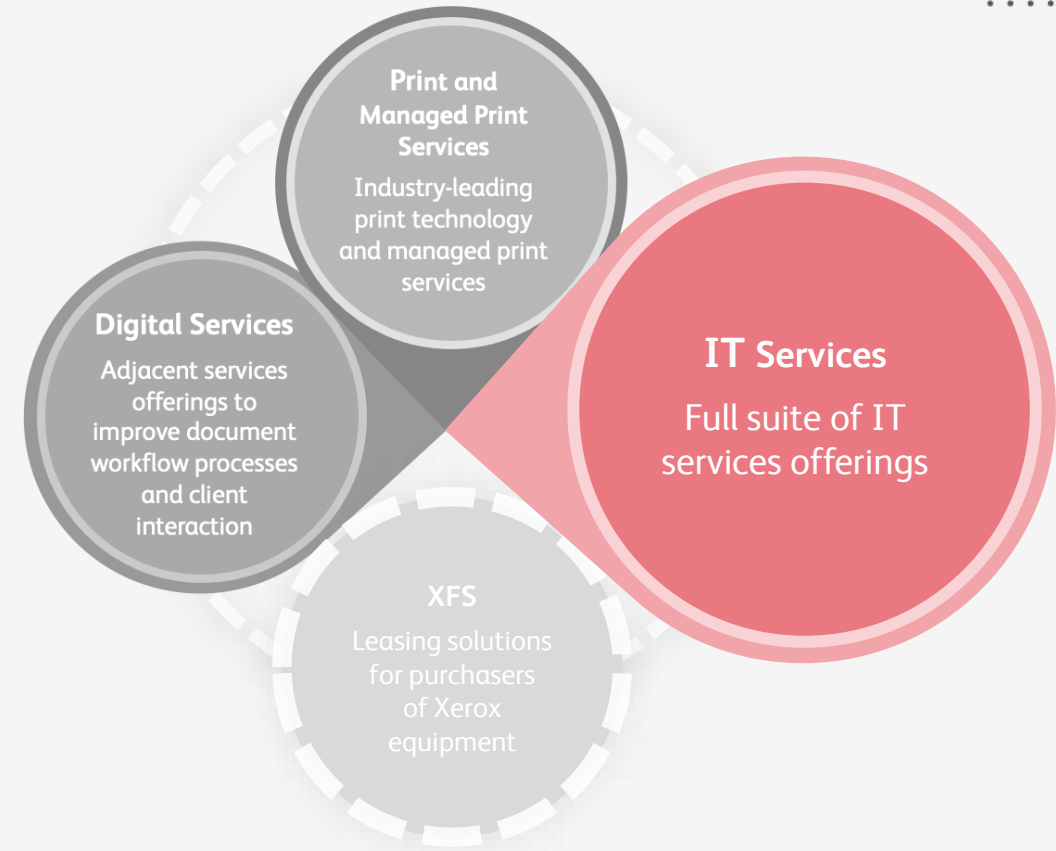 Print and
Managed Print
Services
Industry-leading
print technology
and managed print
services
Digital Services
Adjacent services
offerings to
improve document
workflow processes
and client
interaction
IT Services
Full suite of IT
services offerings
XFS
Leasing solutions
for purchasers
of Xerox
equipment